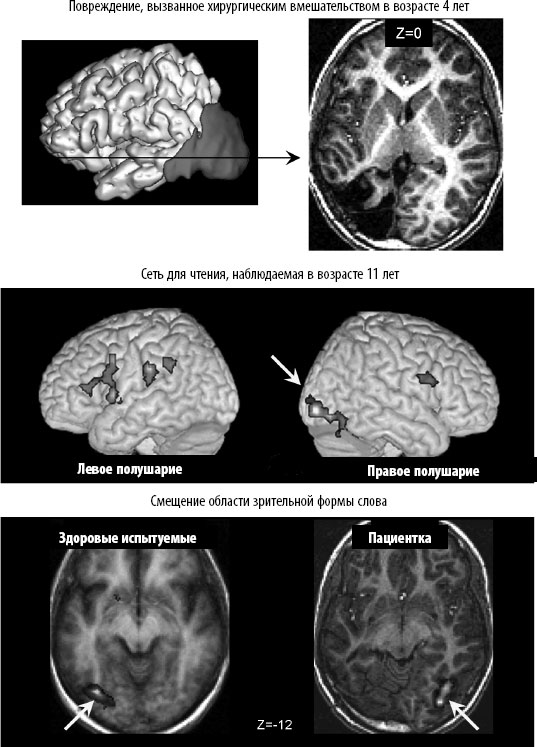 Повреждение, вызванное хирургическим вмешательством в возрасте 4 лет
Z=0
Сеть для чтения, наблюдаемая в возрасте 11 лет
Левое полушарие
Правое полушарие
Смещение области зрительной формы слова
Здоровые испытуемые
Пациентка
Z=-12